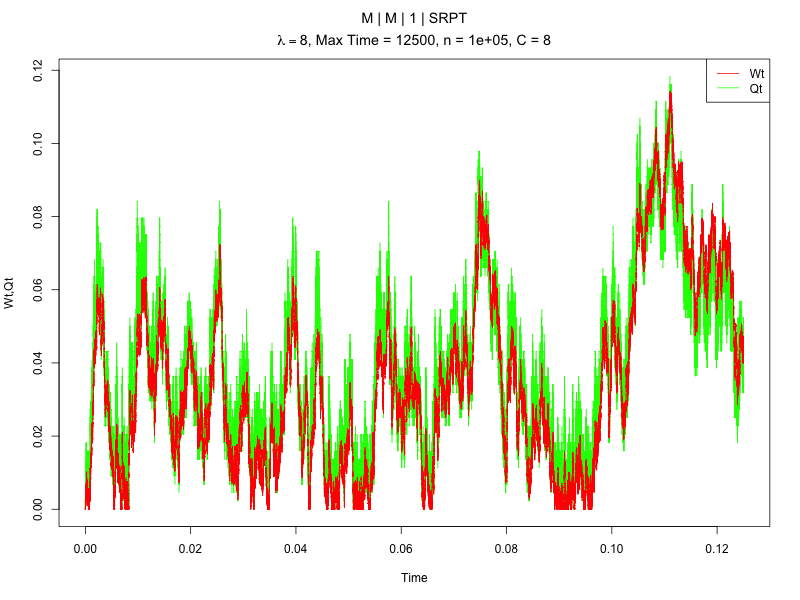 M | M | 1 | SRPT
λ = 8, Max Time = 12500, n = 1e+05, C = 8
Wt
Qt
0.12
0.10
0.08
0.06
0.04
0.02
0.00
Wt,Qt
0.00 0.02 0.04 0.06 0.08 0.10 0.12
Time